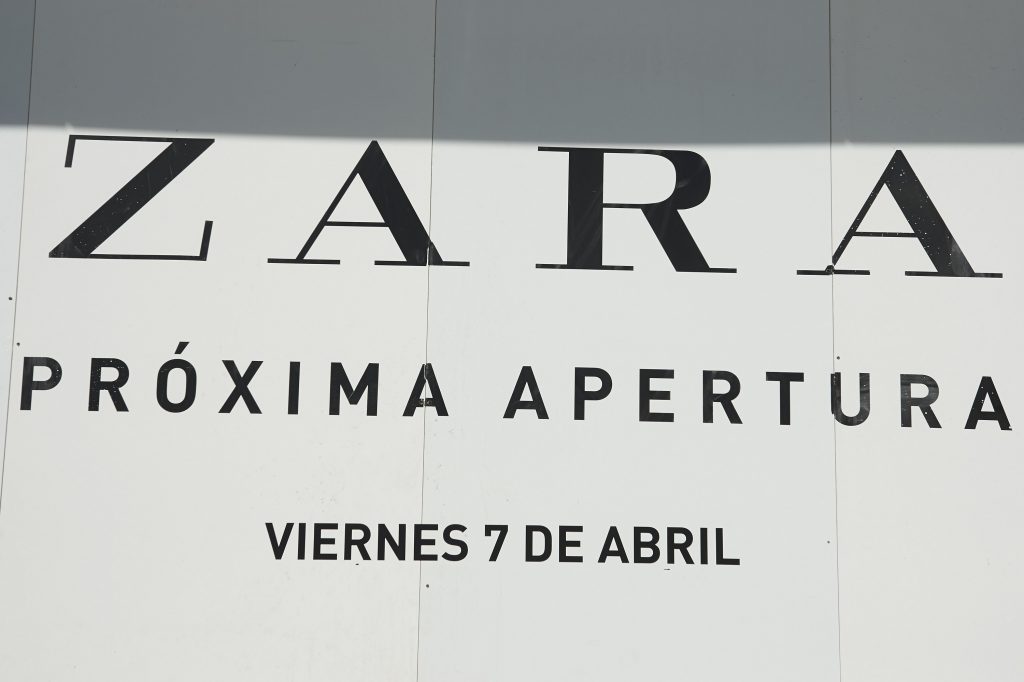 ZARA
PRÓXIMA APERTURA
VIERNES 7 DE ABRIL